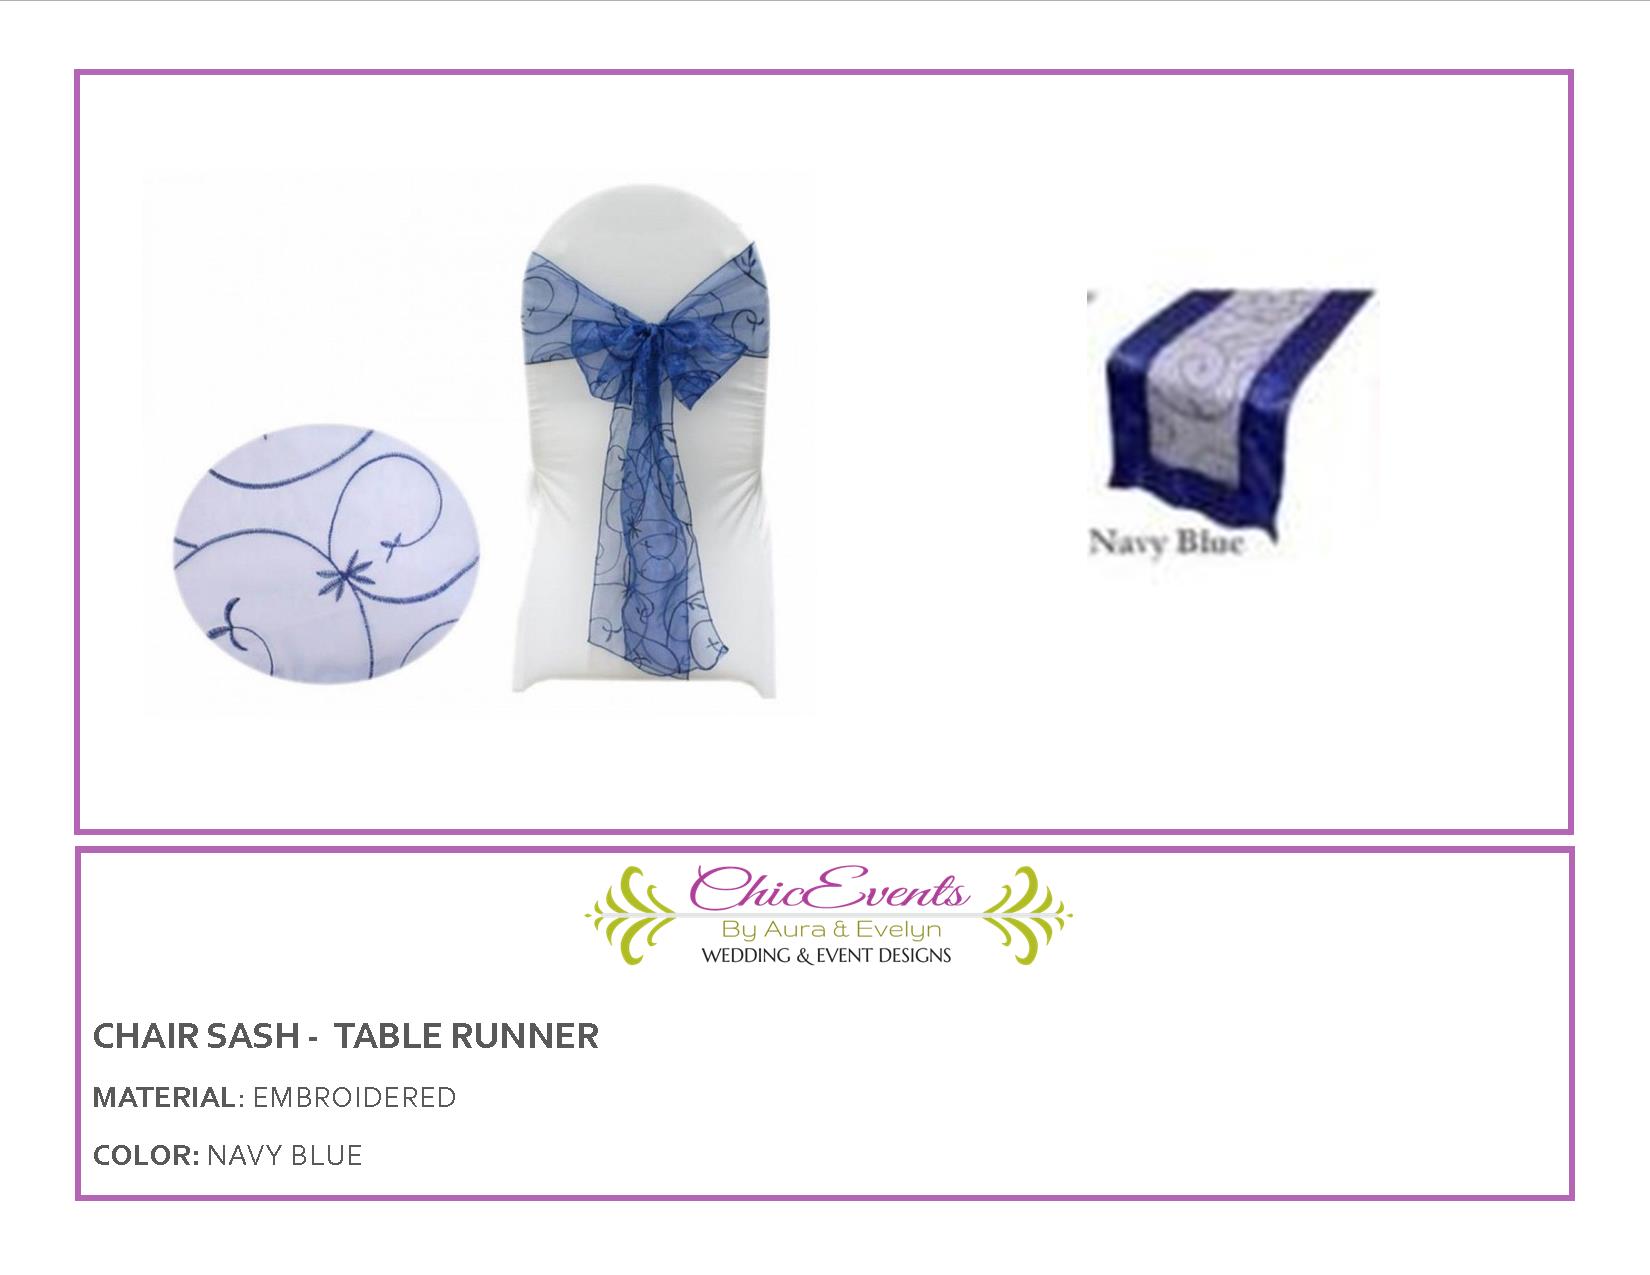 Navy Blue
ChicEvents
By Aura & Evelyn
WEDDING & EVENT DESIGNS
CHAIR SASH - TABLE RUNNER
MATERIAL: EMBROIDERED
COLOR: NAVY BLUE